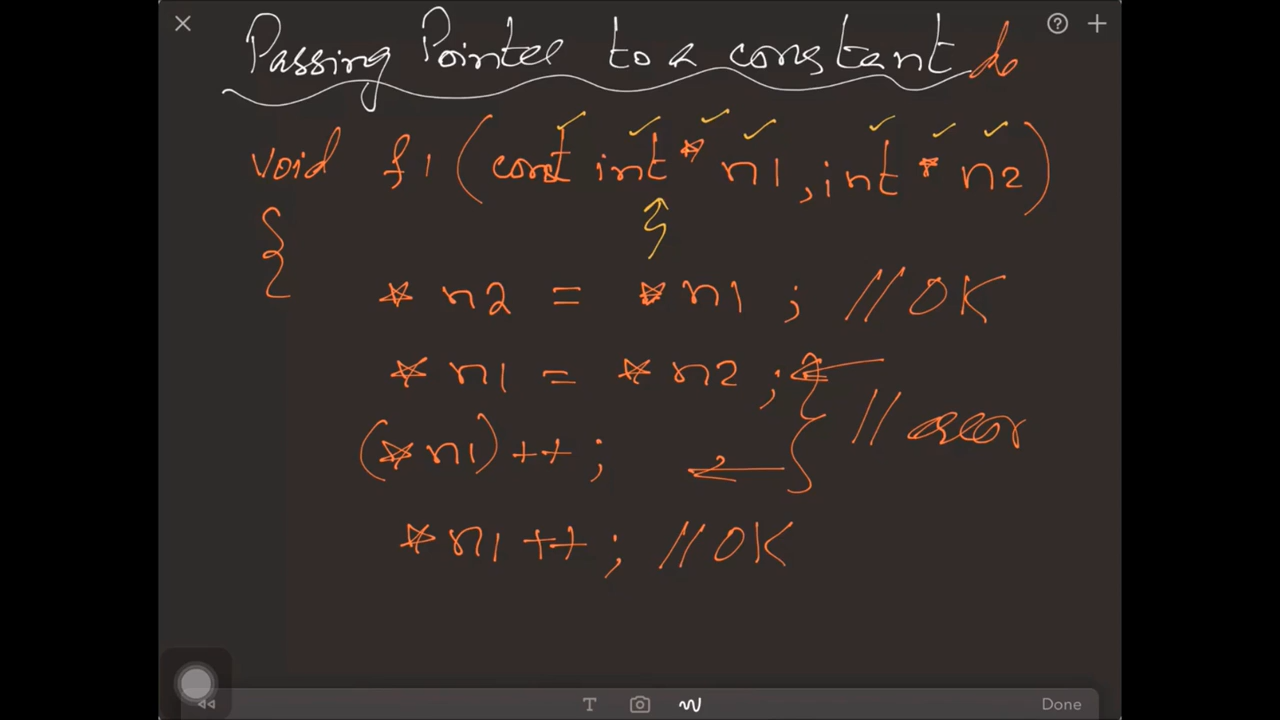 Passing Pointer to a constant
void f1 (const int * n1, int * n2)
{
* n2 = * n1 ; // OK
* n1 = * n2 ;
(* n1) ++ ; } // error
* n1 ++ ; // OK
T Done